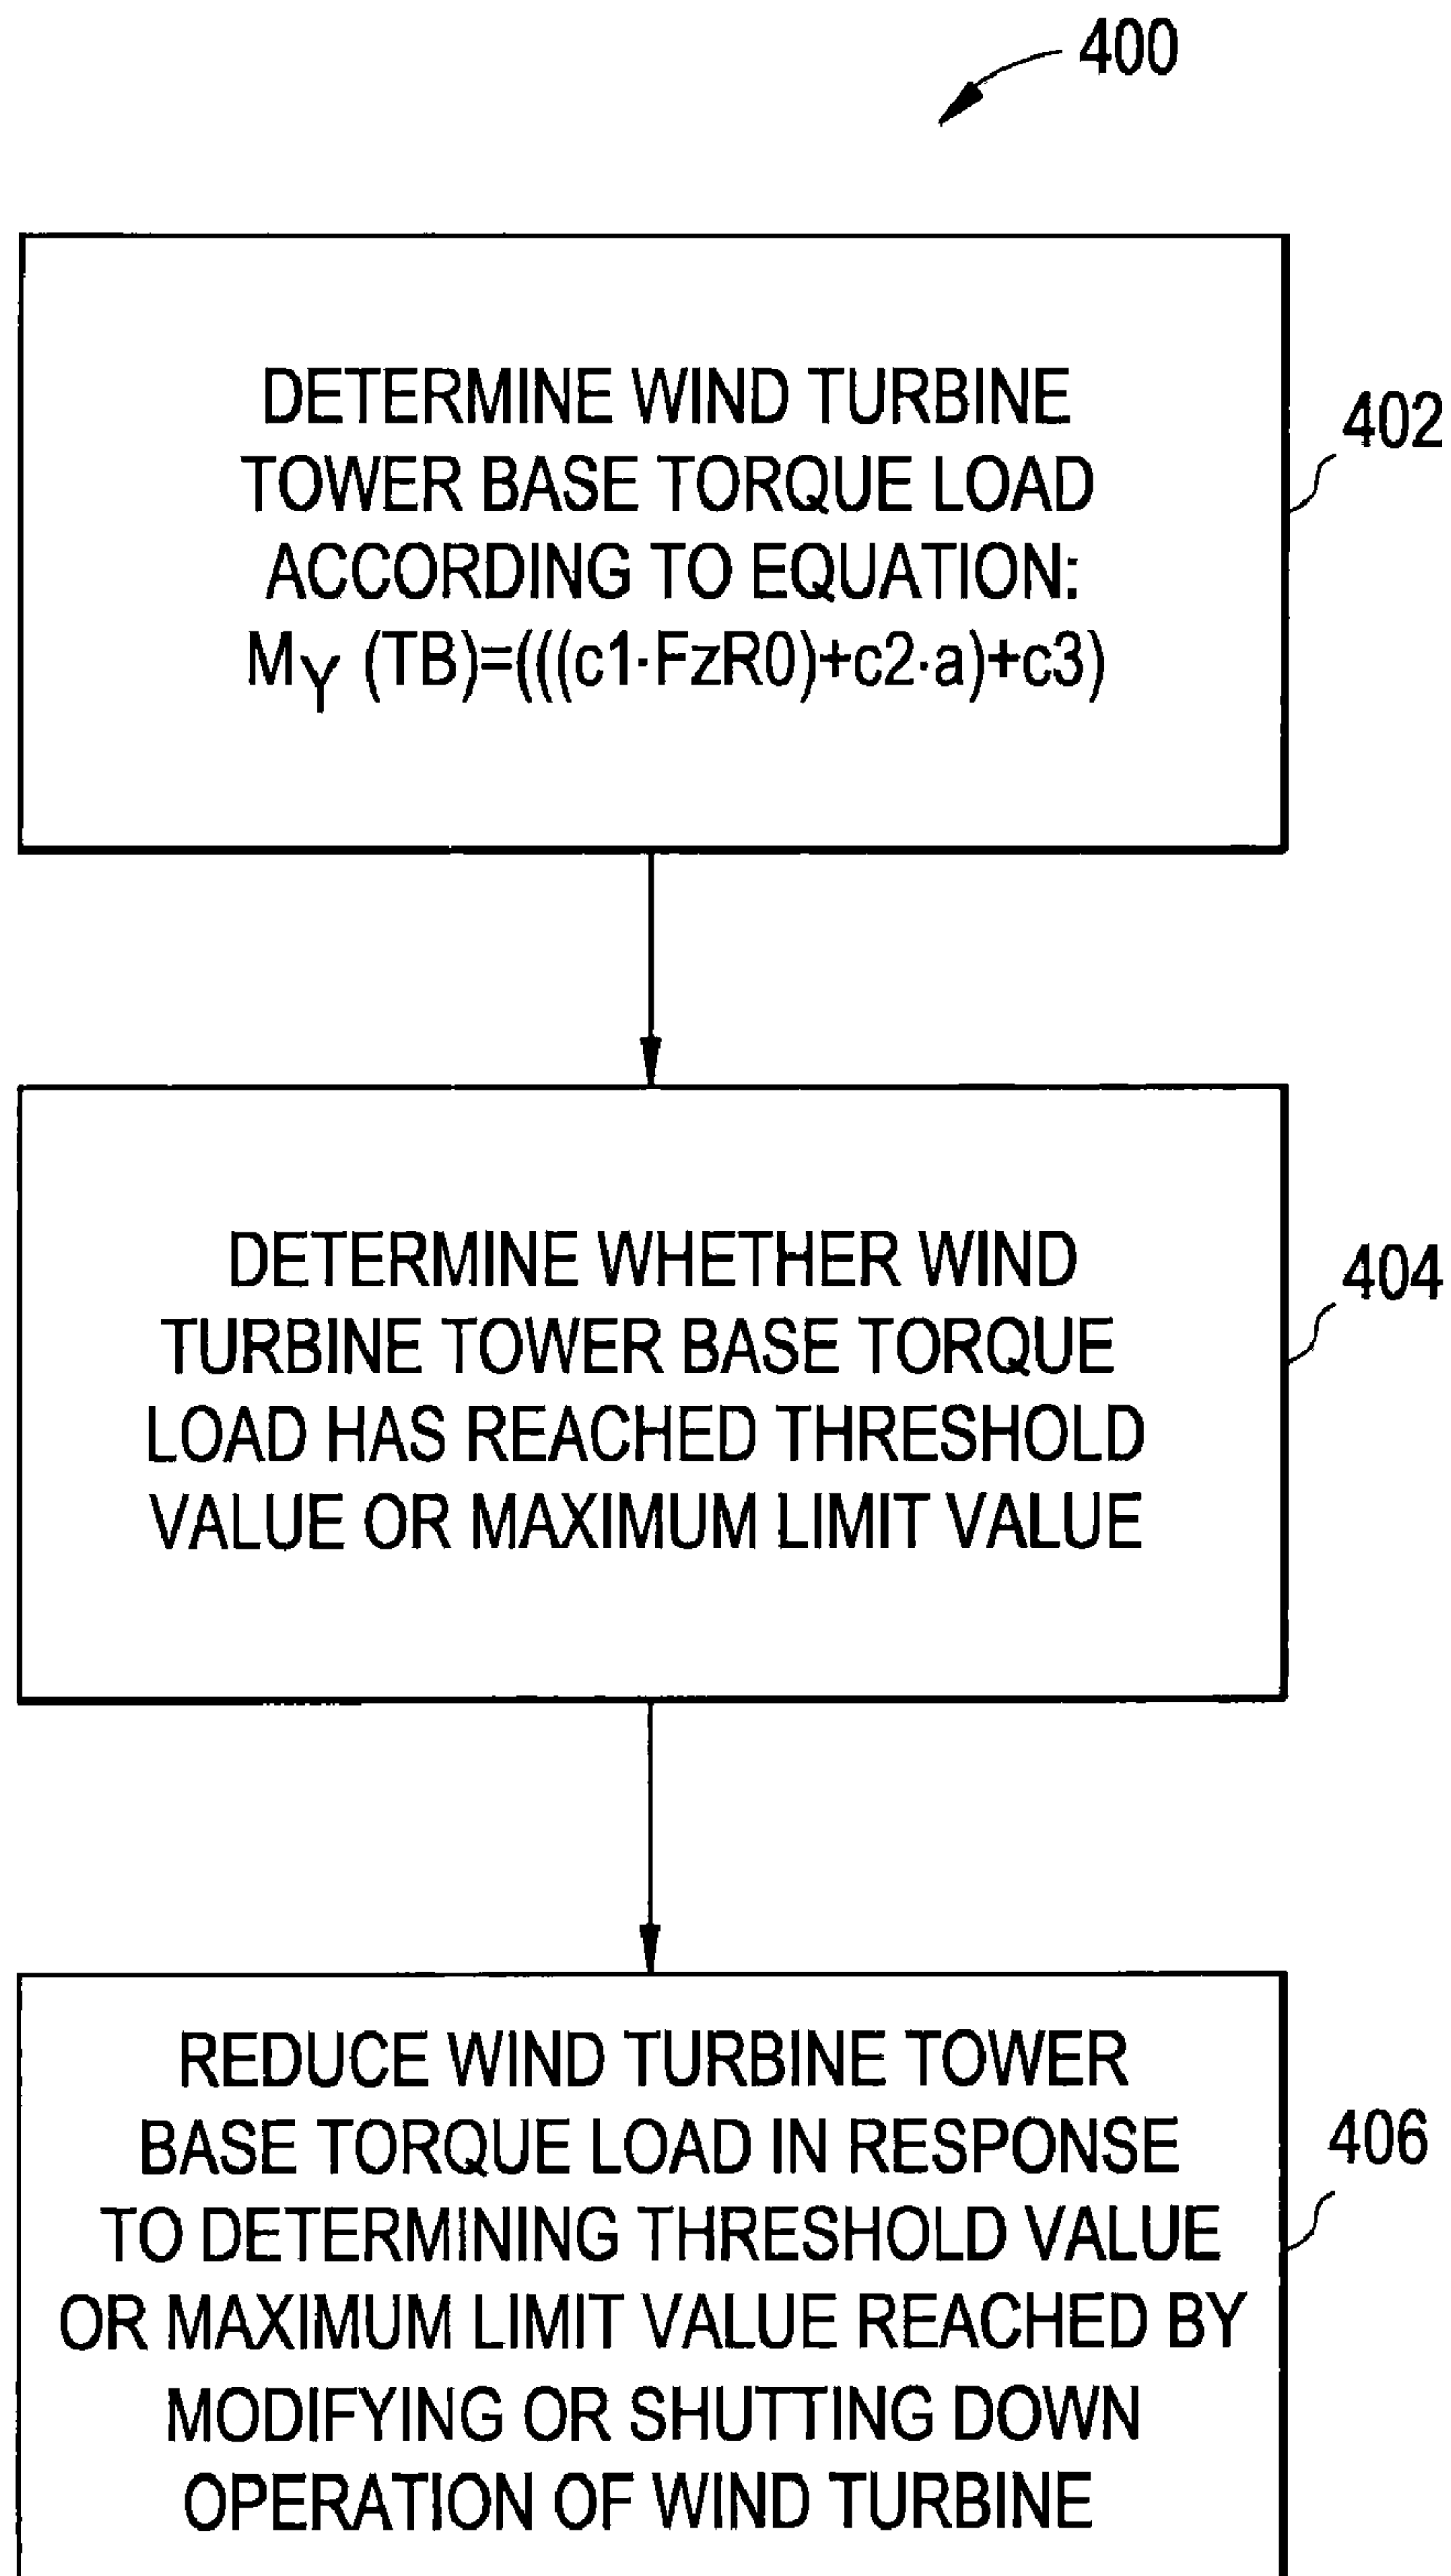 400
DETERMINE WIND TURBINE
TOWER BASE TORQUE LOAD
ACCORDING TO EQUATION:
MY (TB)=(((c1·FzR0)+c2·a)+c3)
402
DETERMINE WHETHER WIND
TURBINE TOWER BASE TORQUE
LOAD HAS REACHED THRESHOLD
VALUE OR MAXIMUM LIMIT VALUE
404
REDUCE WIND TURBINE TOWER
BASE TORQUE LOAD IN RESPONSE
TO DETERMINING THRESHOLD VALUE
OR MAXIMUM LIMIT VALUE REACHED BY
MODIFYING OR SHUTTING DOWN
OPERATION OF WIND TURBINE
406